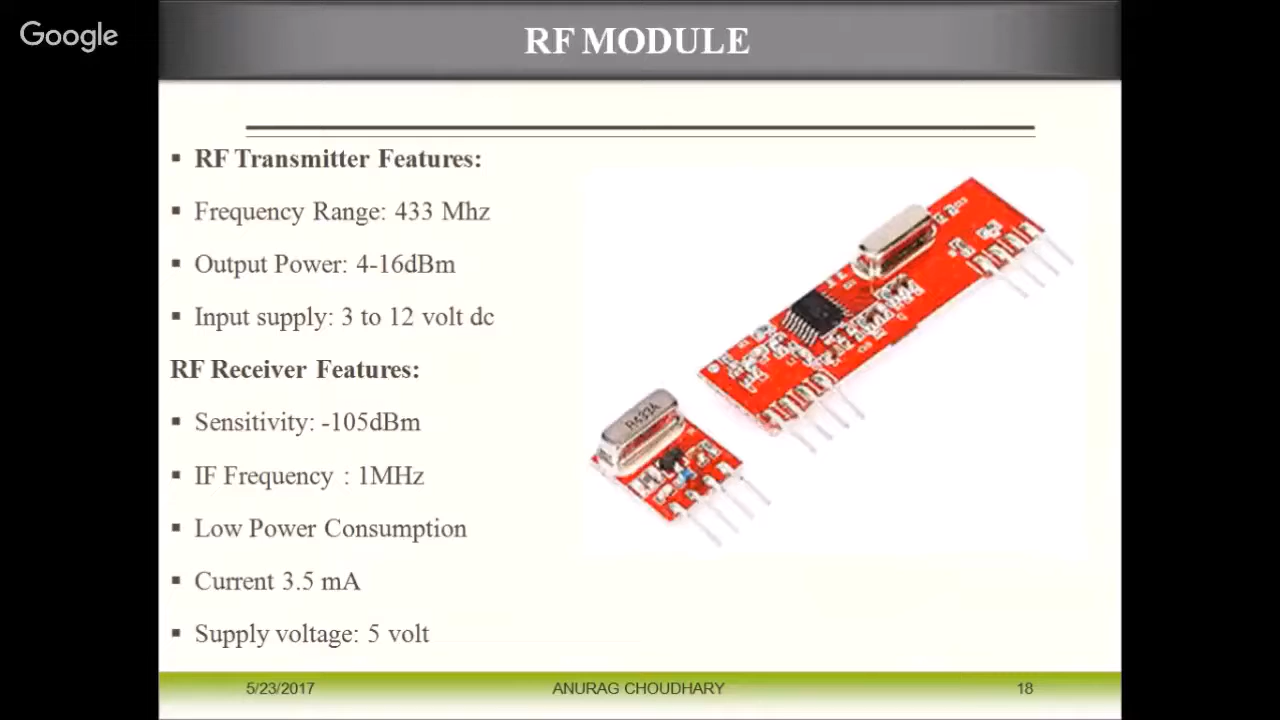 Google
RF MODULE
▪ RF Transmitter Features:
▪ Frequency Range: 433 Mhz
▪ Output Power: 4-16dBm
▪ Input supply: 3 to 12 volt dc
RF Receiver Features:
▪ Sensitivity: -105dBm
▪ IF Frequency : 1MHz
▪ Low Power Consumption
▪ Current 3.5 mA
▪ Supply voltage: 5 volt
R433A
5/23/2017 ANURAG CHOUDHARY 18